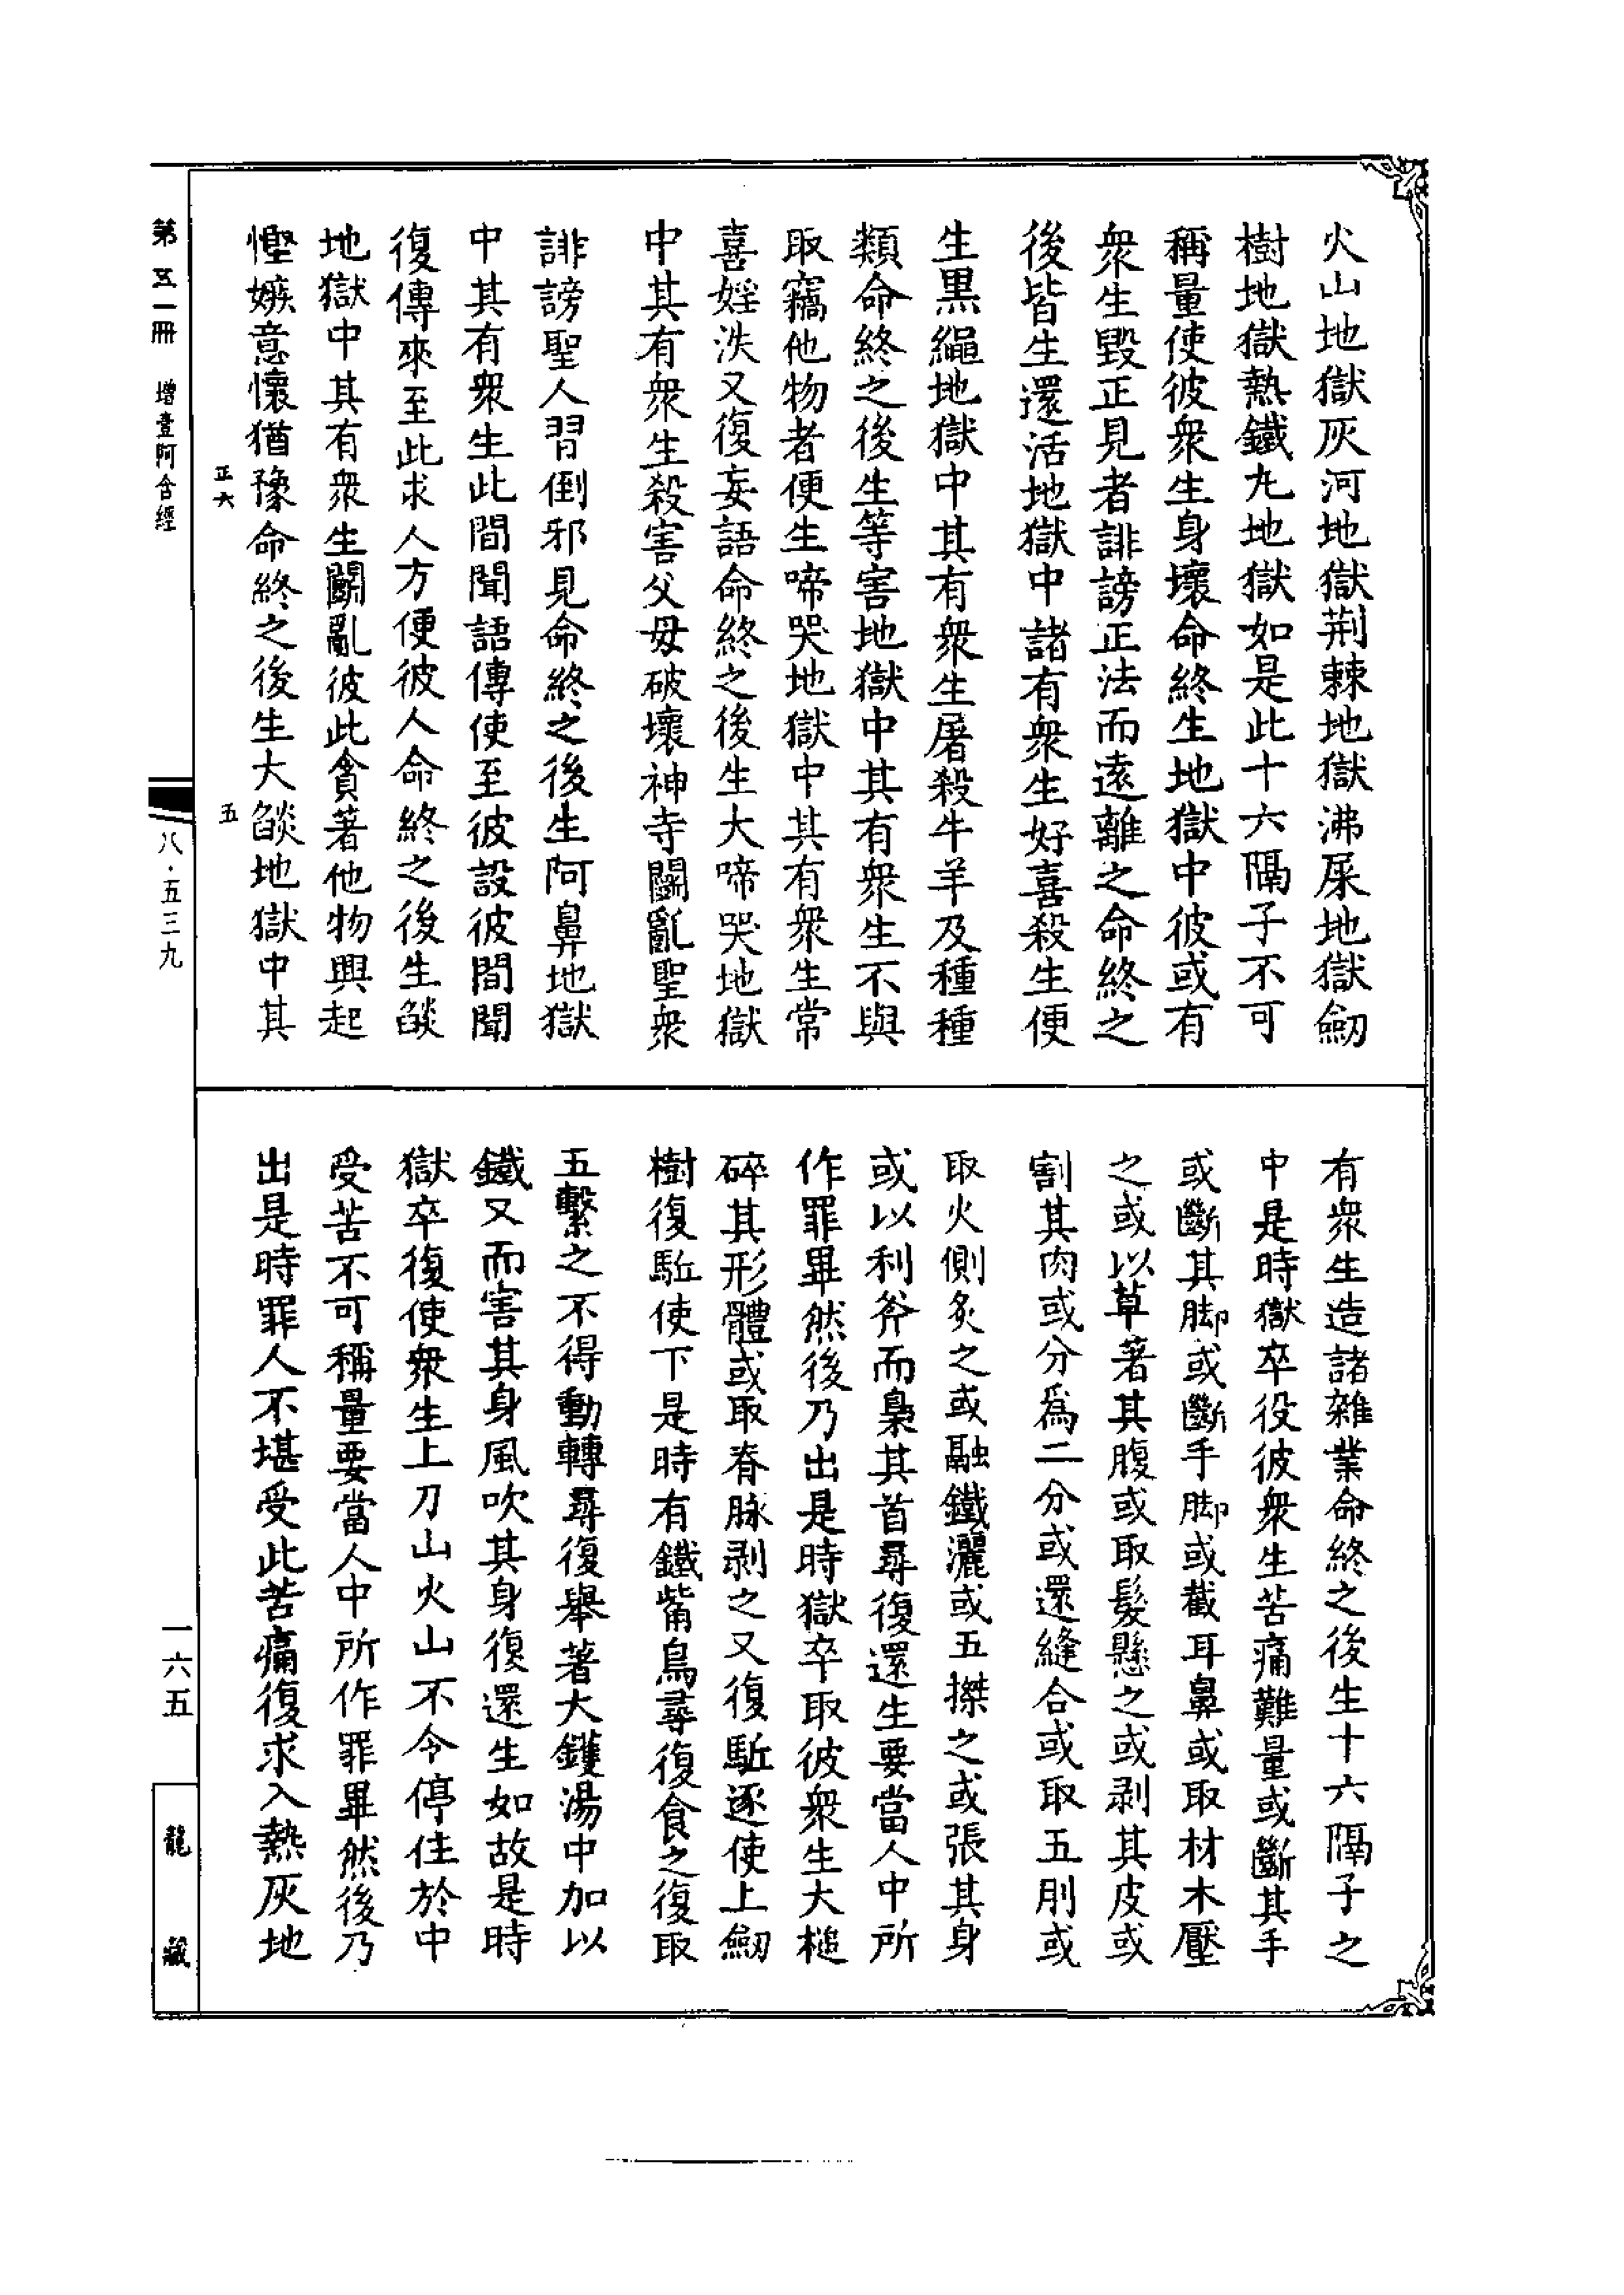 火山地獄灰河地獄荆棘地獄沸屎地獄劒
樹地獄熱鐵九地獄如是此十六隔子不可
稱量使彼衆生身壞命終生地獄中彼或有
衆生毀正見者誹謗正法而遠離之命終之
後皆生還活地獄中諸有衆生好喜殺生便
生黒繩地獄中其有衆生屠殺牛羊及種種
類命終之後生等害地獄中其有衆生不與
取竊他物者便生啼哭地獄中其有衆生常
喜婬泆又復妄語命終之後生大啼哭地獄
中其有衆生殺害父母破壞神寺鬭亂聖衆
誹謗聖人習倒邪見命終之後生阿鼻地獄
中其有衆生此間聞語傳使至彼設彼間聞
復傳來至此求人方便彼人命終之後生燄
地獄中其有衆生鬭亂彼此貪著他物興起
慳嫉意懷猶豫命終之後生大燄地獄中其
有衆生造諸雜業命終之後生十六隔子之
中是時獄卒役彼衆生苦痛難量或斷其手
或斷其脚或斷手脚或截耳鼻或取材木壓
之或以草著其腹或取髮懸之或剥其皮或
割其肉或分爲二分或還縫合或取五刖或
取火側炙之或融鐵灑或五摋之或張其身
或以利斧而梟其首尋復還生要當人中所
作罪畢然後乃出是時獄卒取彼衆生大槌
碎其形體或取脊脉剥之又復駈逐使上劒
樹復駈使下是時有鐵觜鳥尋復食之復取
五繫之不得動轉尋復舉著大鑊湯中加以
鐵叉而害其身風吹其身復還生如故是時
獄卒復使衆生上刀山火山不令停住於中
受苦不可稱量要當人中所作罪畢然後乃
出是時罪人不堪受此苦痛復求入熱灰地
正六
五
第五一冊 增壹阿含經
八·五三九
一六五
龍藏